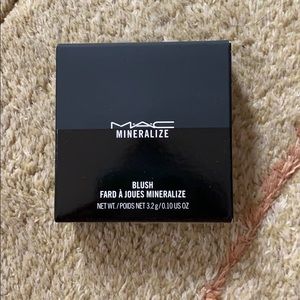 MAC
MINERALIZE
BLUSH
FARD À JOUES MINERALIZE
NET WT./POIDS NET 3.2 g/0.10 US OZ